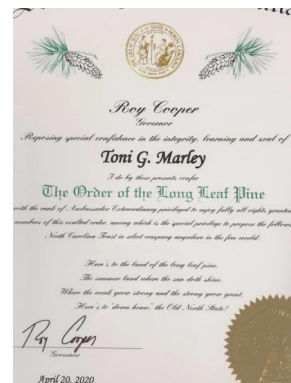 Roy Cooper
Governor
Reposing special confidence in the integrity, learning and zeal of
Toni G. Marley
I do by these presents confer
The Order of the Long Leaf Pine
with the rank of Ambassador Extraordinary privileged to enjoy fully all rights
members of this exalted order, among which is the special privilege to propose the
North Carolina Toast in select company anywhere in the free world:
Here's to the land of the long leaf pine,
The summer land where the sun doth shine,
Where the weak grow strong and the strong grow great,
Here's to 'down home,' the Old North State!
Roy Cooper
Governor
April 20, 2020